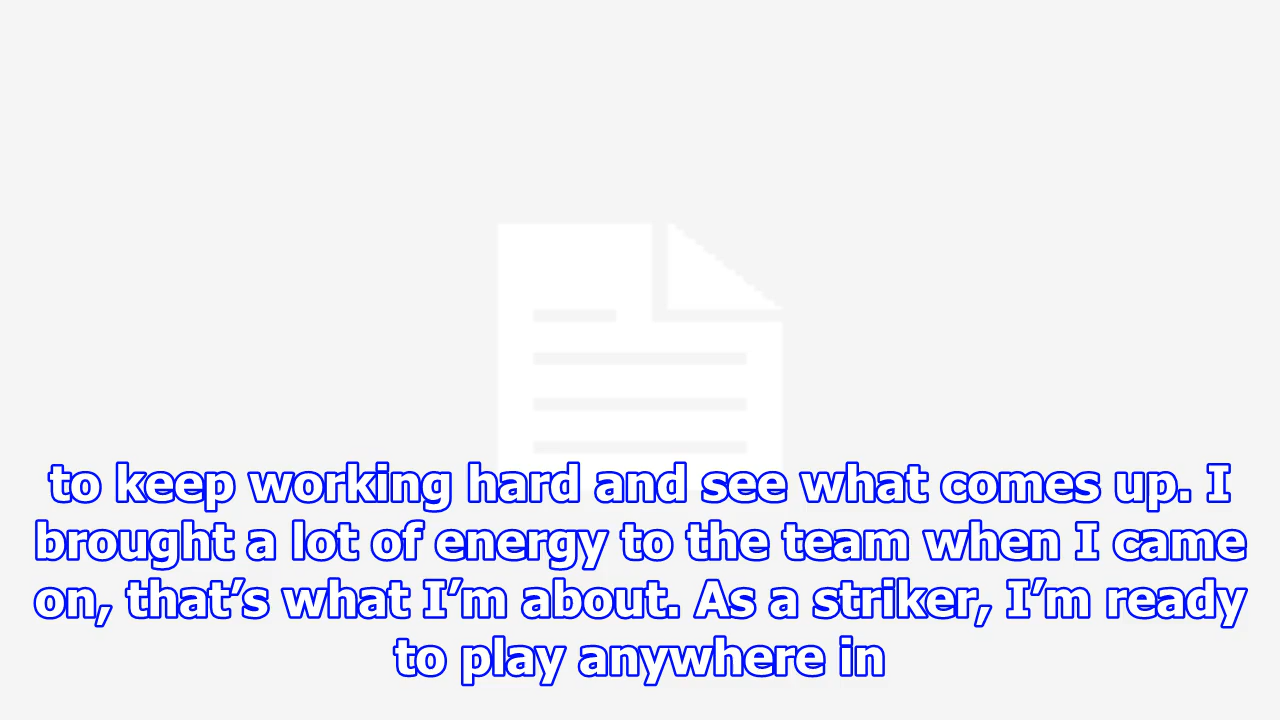 to keep working hard and see what comes up. I
brought a lot of energy to the team when I came
on, that’s what I’m about. As a striker, I’m ready
to play anywhere in